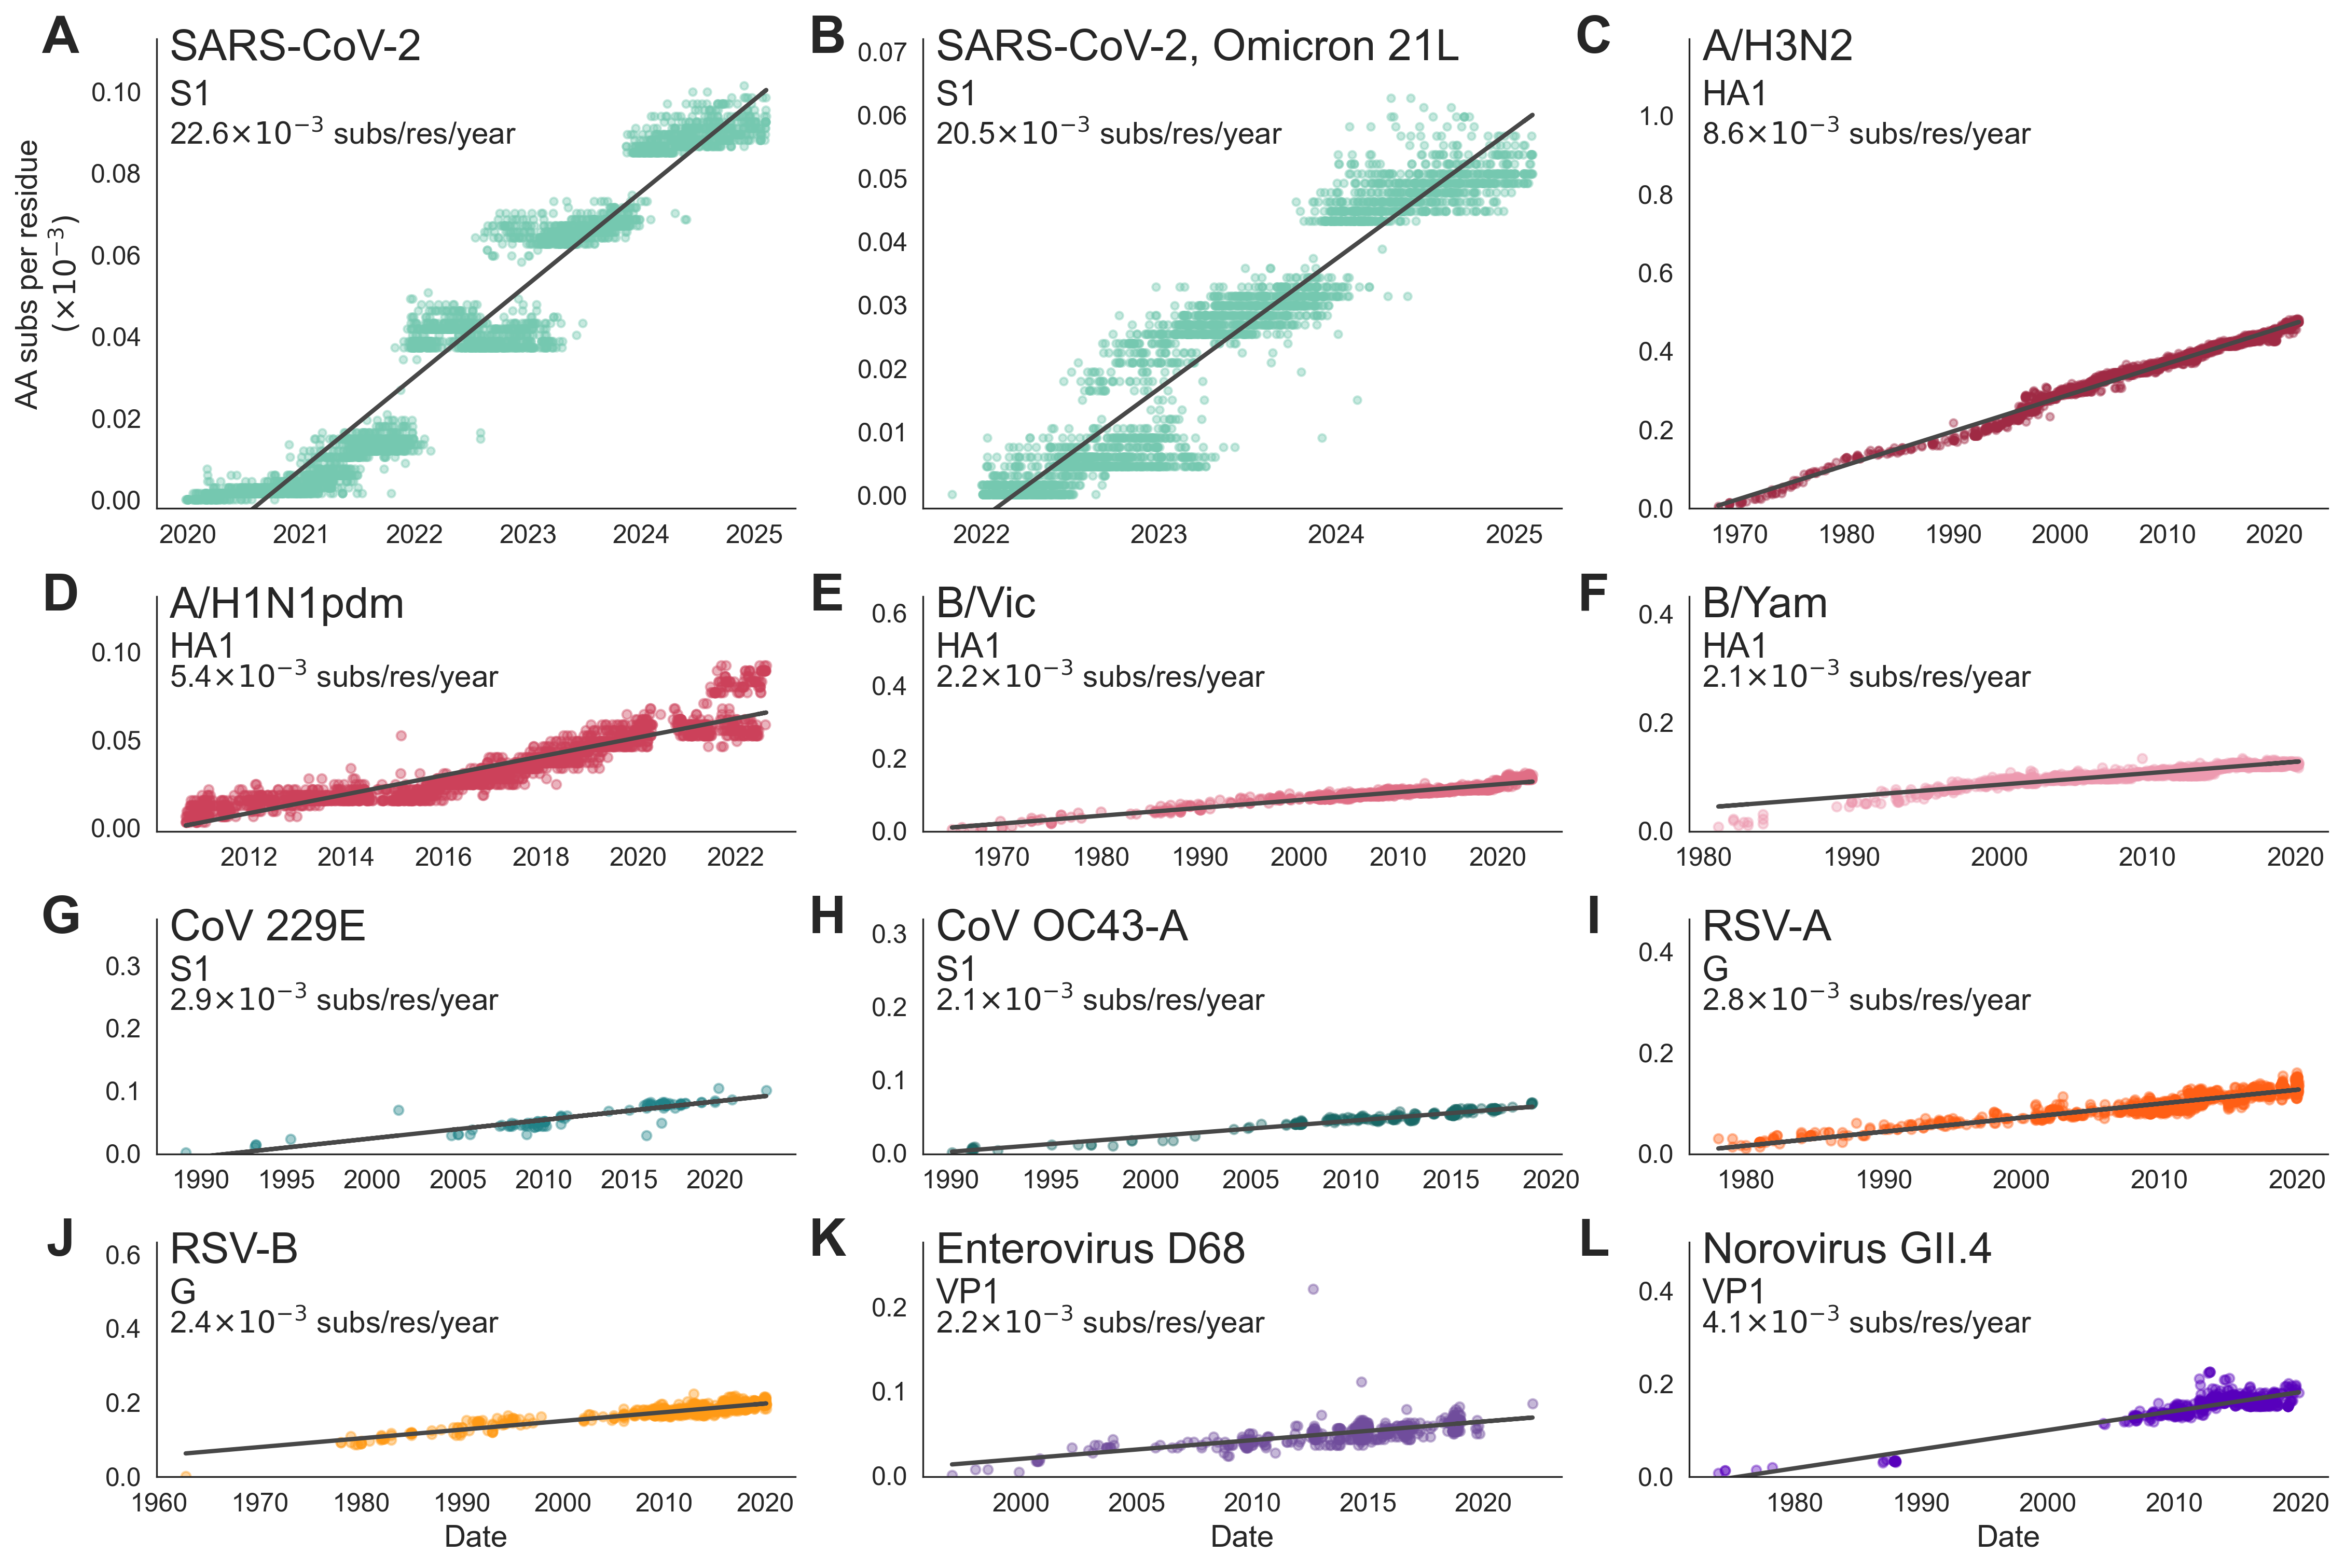 A
SARS-CoV-2
S1
22.6×10⁻³ subs/res/year
AA subs per residue
(×10⁻³)
0.10
0.08
0.06
0.04
0.02
0.00
2020 2021 2022 2023 2024 2025
B
SARS-CoV-2, Omicron 21L
S1
20.5×10⁻³ subs/res/year
0.07
0.06
0.05
0.04
0.03
0.02
0.01
0.00
2022 2023 2024 2025
C
A/H3N2
HA1
8.6×10⁻³ subs/res/year
1.0
0.8
0.6
0.4
0.2
0.0
1970 1980 1990 2000 2010 2020
D
A/H1N1pdm
HA1
5.4×10⁻³ subs/res/year
0.10
0.05
0.00
2012 2014 2016 2018 2020 2022
E
B/Vic
HA1
2.2×10⁻³ subs/res/year
0.6
0.4
0.2
0.0
1970 1980 1990 2000 2010 2020
F
B/Yam
HA1
2.1×10⁻³ subs/res/year
0.4
0.2
0.0
1980 1990 2000 2010 2020
G
CoV 229E
S1
2.9×10⁻³ subs/res/year
0.3
0.2
0.1
0.0
1990 1995 2000 2005 2010 2015 2020
H
CoV OC43-A
S1
2.1×10⁻³ subs/res/year
0.3
0.2
0.1
0.0
1990 1995 2000 2005 2010 2015 2020
I
RSV-A
G
2.8×10⁻³ subs/res/year
0.4
0.2
0.0
1980 1990 2000 2010 2020
J
RSV-B
G
2.4×10⁻³ subs/res/year
0.6
0.4
0.2
0.0
1960 1970 1980 1990 2000 2010 2020
Date
K
Enterovirus D68
VP1
2.2×10⁻³ subs/res/year
0.2
0.1
0.0
2000 2005 2010 2015 2020
Date
L
Norovirus GII.4
VP1
4.1×10⁻³ subs/res/year
0.4
0.2
0.0
1980 1990 2000 2010 2020
Date